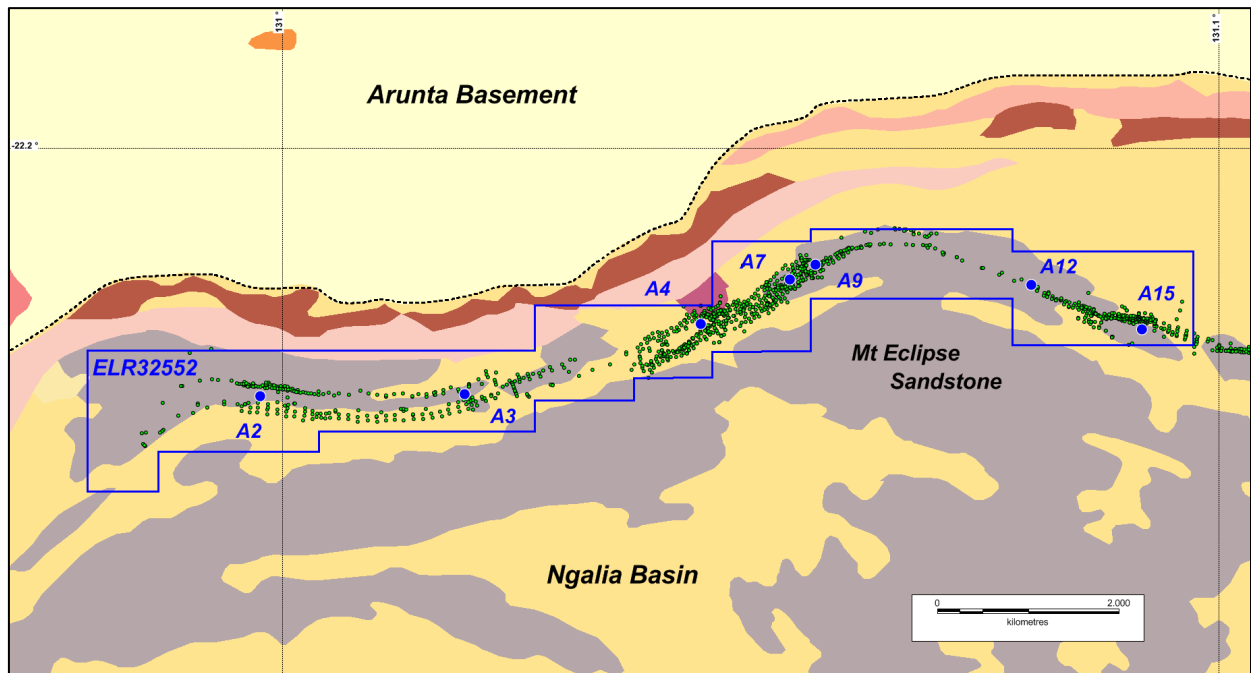 131 °
131.1 °
Arunta Basement
-22.2 °
A7
A12
A4
A9
A15
Mt Eclipse
Sandstone
ELR32552
A3
A2
Ngalia Basin
0
2.000
kilometres